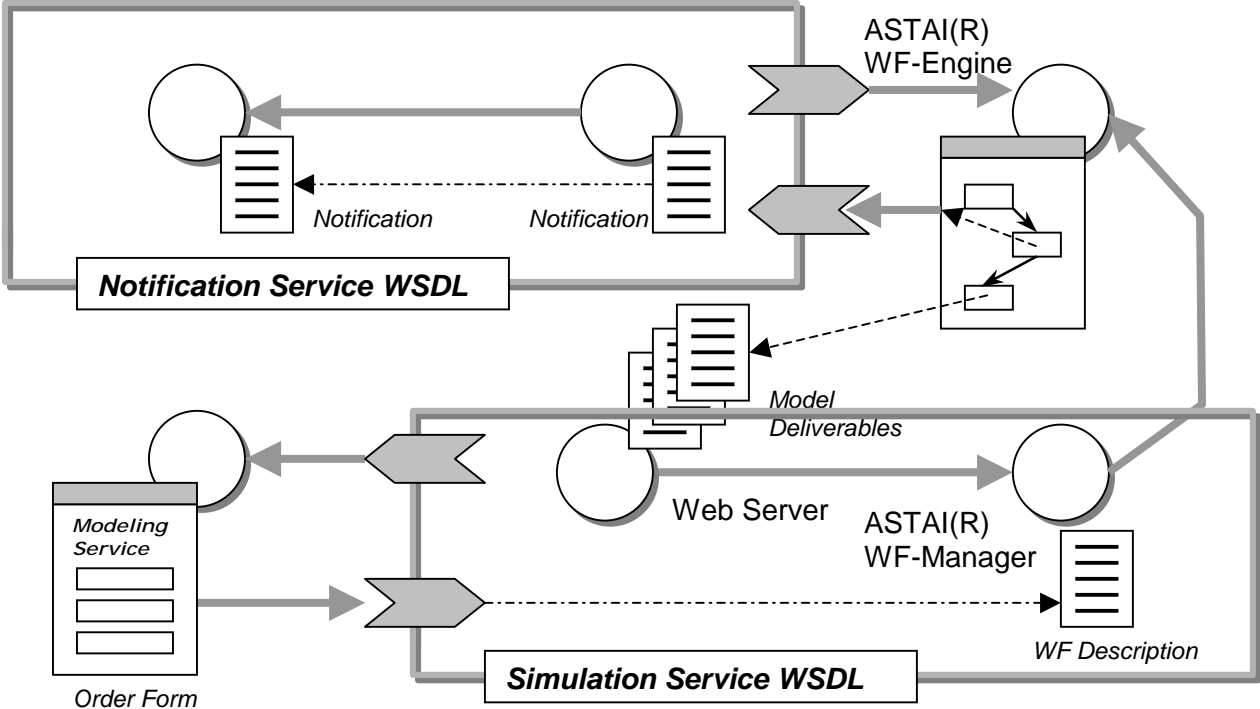 ASTAI(R)
WF-Engine
Notification
Notification
Notification Service WSDL
Model
Deliverables
Web Server
Modeling
Service
ASTAI(R)
WF-Manager
WF Description
Simulation Service WSDL
Order Form